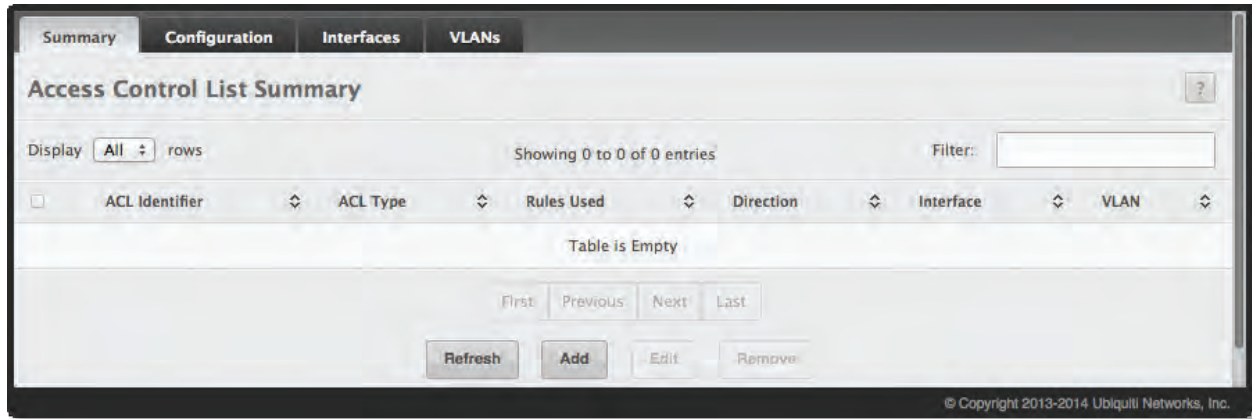 Summary Configuration Interfaces VLANs
Access Control List Summary ?
Display All rows Showing 0 to 0 of 0 entries Filter:
ACL Identifier ACL Type Rules Used Direction Interface VLAN
Table is Empty
First Previous Next Last
Refresh Add Edit Remove
© Copyright 2013-2014 Ubiquiti Networks, Inc.